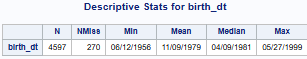 Descriptive Stats for birth_dt
N NMiss Min Mean Median Max
birth_dt 4597 270 06/12/1956 11/09/1979 04/09/1981 05/27/1999